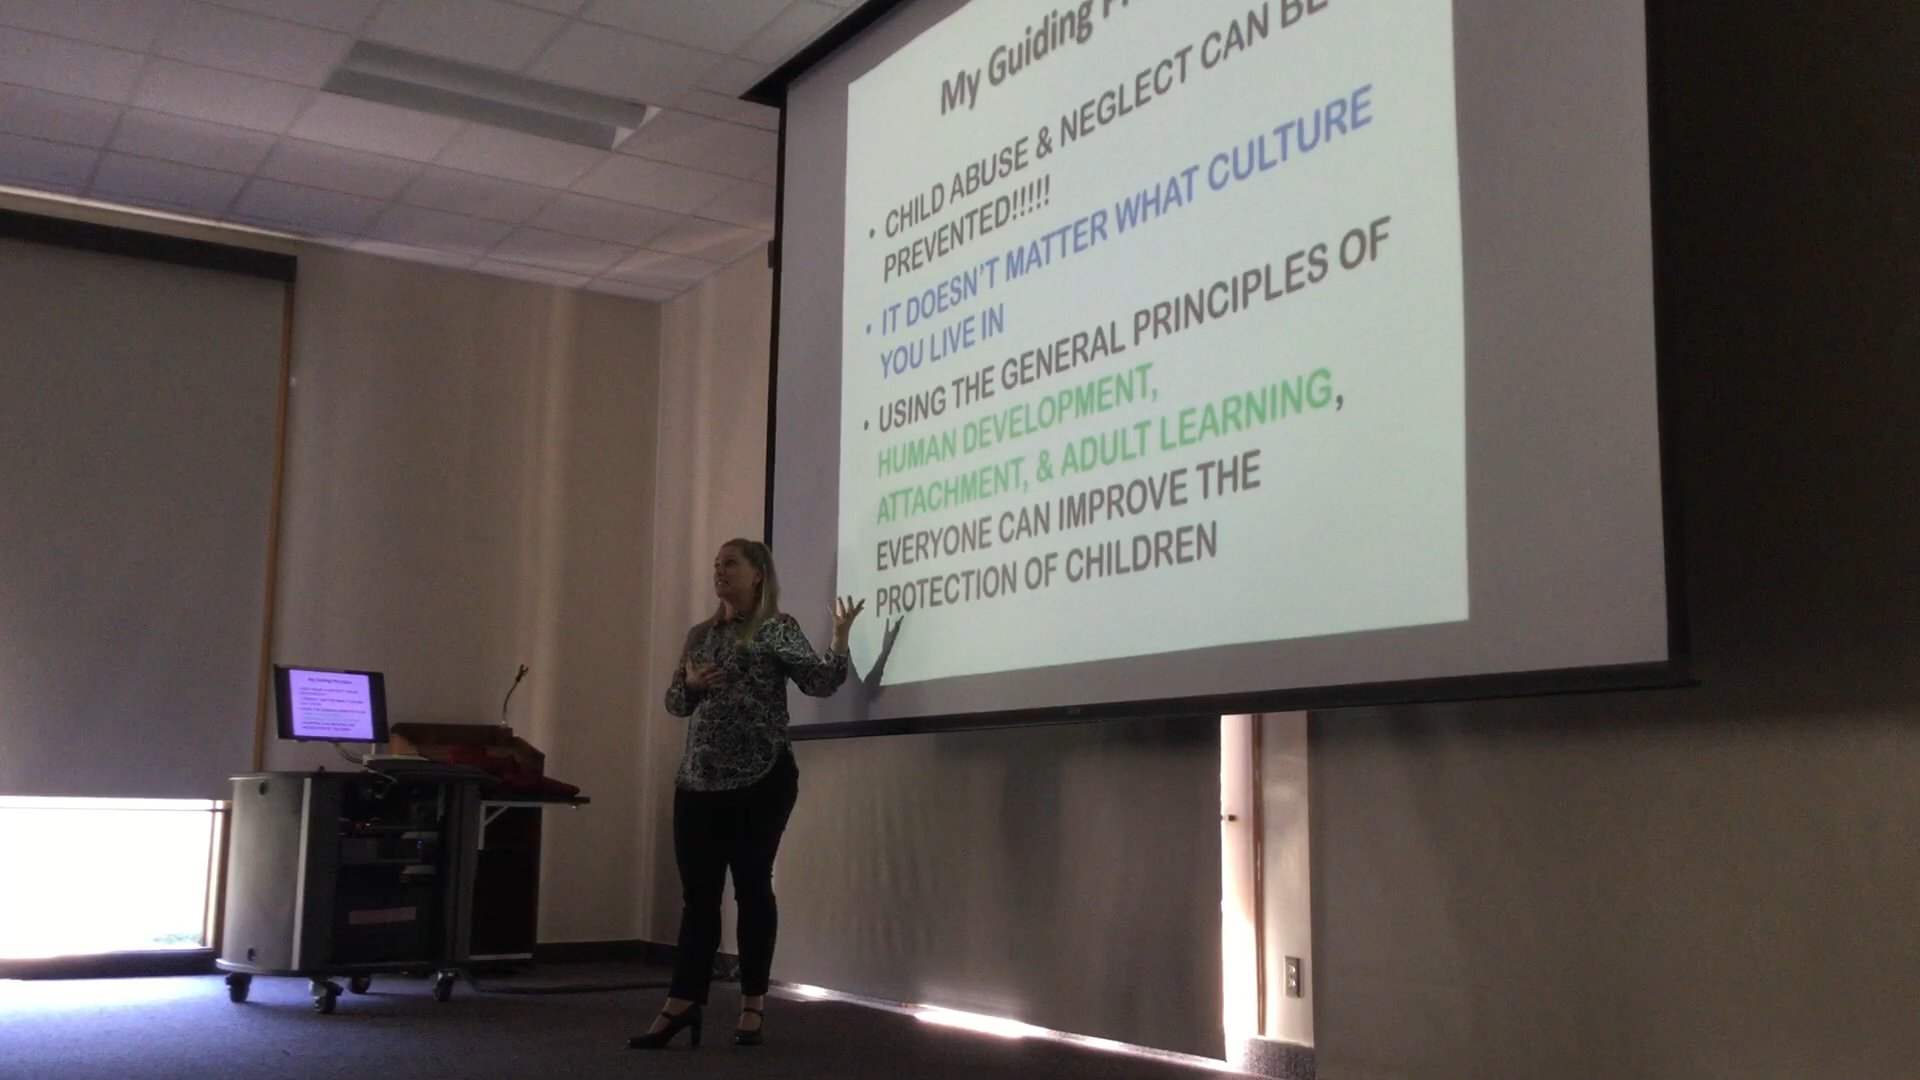 My Guiding
• CHILD ABUSE & NEGLECT CAN BE
PREVENTED!!!!!
• IT DOESN'T MATTER WHAT CULTURE
YOU LIVE IN
• USING THE GENERAL PRINCIPLES OF
HUMAN DEVELOPMENT,
ATTACHMENT, & ADULT LEARNING,
EVERYONE CAN IMPROVE THE
PROTECTION OF CHILDREN